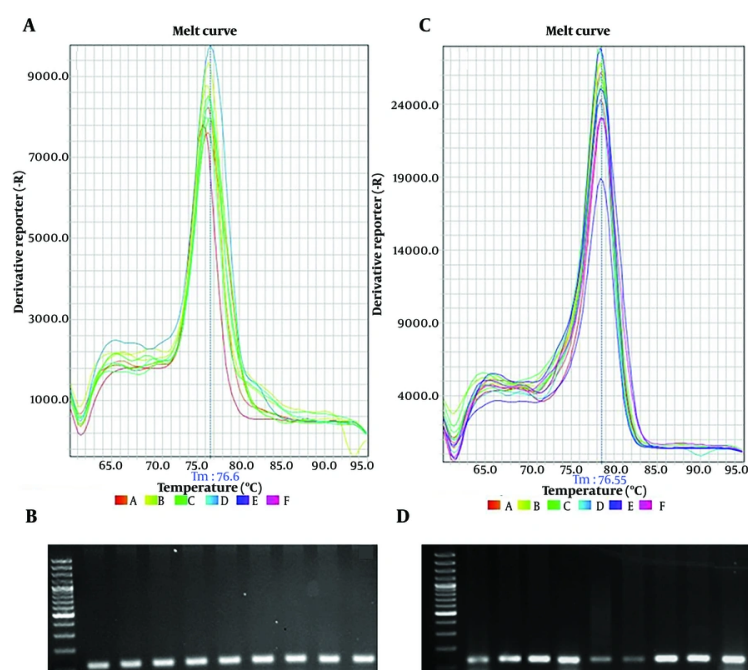 A
Melt curve
9000.0
7000.0
5000.0
3000.0
1000.0
Derivative reporter (-R)
65.0 70.0 75.0 80.0 85.0 90.0 95.0
Tm : 76.6
Temperature (°C)
A B C D E F
C
Melt curve
24000.0
19000.0
14000.0
9000.0
4000.0
Derivative reporter (-R)
65.0 70.0 75.0 80.0 85.0 90.0 95.0
Tm : 76.55
Temperature (°C)
A B C D E F
B
D